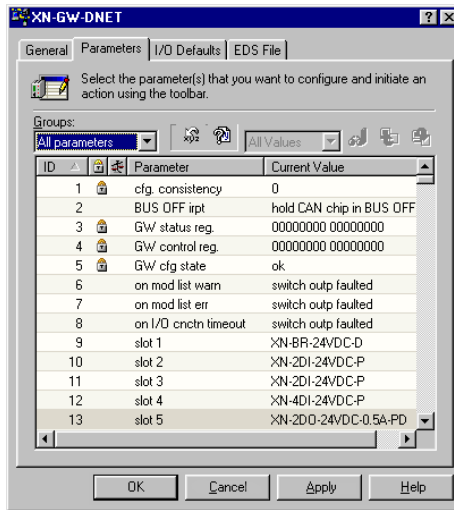 XN-GW-DNET
General Parameters I/O Defaults EDS File
Select the parameter(s) that you want to configure and initiate an
action using the toolbar.
Groups:
All parameters All Values
ID Parameter Current Value
1 cfg. consistency 0
2 BUS OFF irpt hold CAN chip in BUS OFF
3 GW status reg. 00000000 00000000
4 GW control reg. 00000000 00000000
5 GW cfg state ok
6 on mod list warn switch outp faulted
7 on mod list err switch outp faulted
8 on I/O cnctn timeout switch outp faulted
9 slot 1 XN-BR-24VDC-D
10 slot 2 XN-2DI-24VDC-P
11 slot 3 XN-2DI-24VDC-P
12 slot 4 XN-4DI-24VDC-P
13 slot 5 XN-2DO-24VDC-0.5A-PD
OK Cancel Apply Help